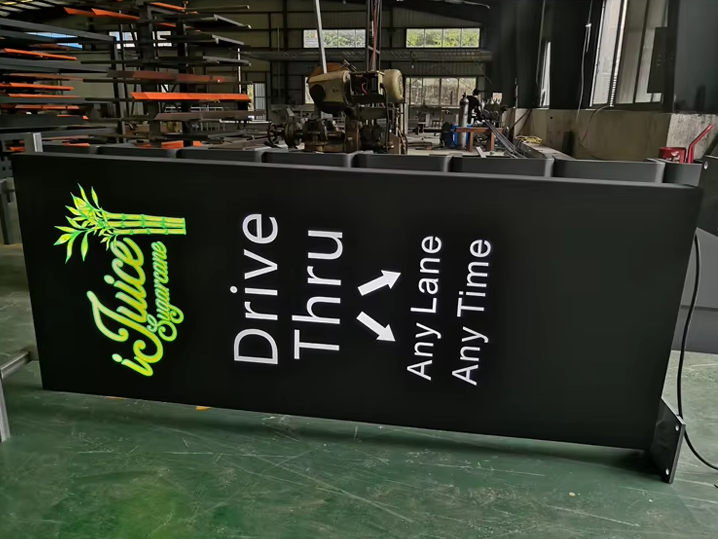 iJuice
Sugarcane
Drive
Thru
Any Lane
Any Time